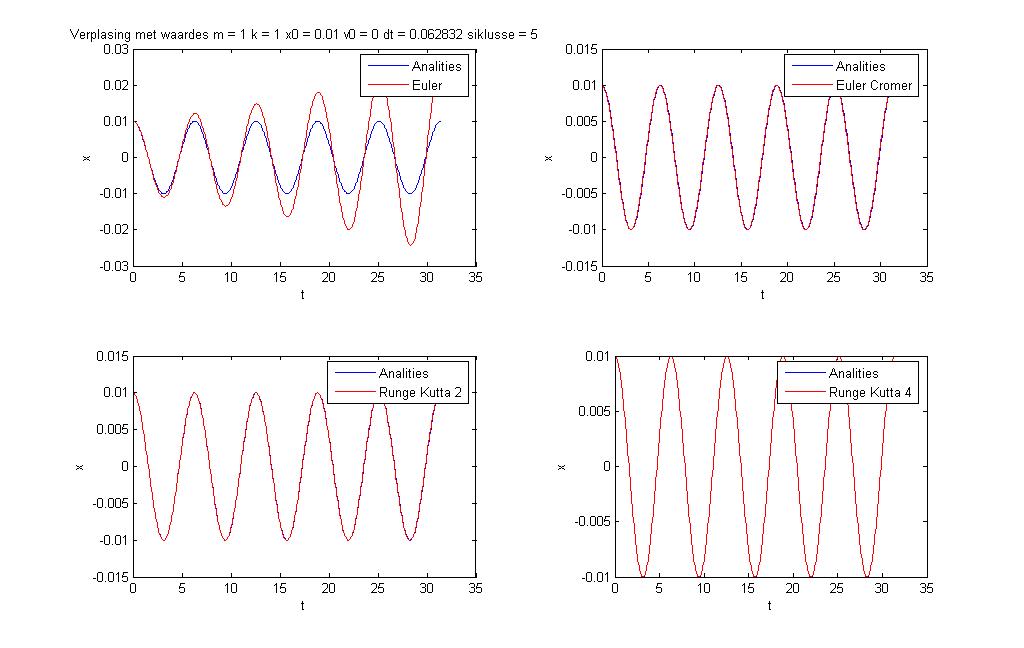 Verplasing met waardes m = 1 k = 1 x0 = 0.01 v0 = 0 dt = 0.062832 siklusse = 5
0.03
0.02
0.01
0
-0.01
-0.02
-0.03
x
0 5 10 15 20 25 30 35
t
Analities
Euler
0.015
0.01
0.005
0
-0.005
-0.01
-0.015
x
0 5 10 15 20 25 30 35
t
Analities
Euler Cromer
0.015
0.01
0.005
0
-0.005
-0.01
-0.015
x
0 5 10 15 20 25 30 35
t
Analities
Runge Kutta 2
0.01
0.005
0
-0.005
-0.01
x
0 5 10 15 20 25 30 35
t
Analities
Runge Kutta 4